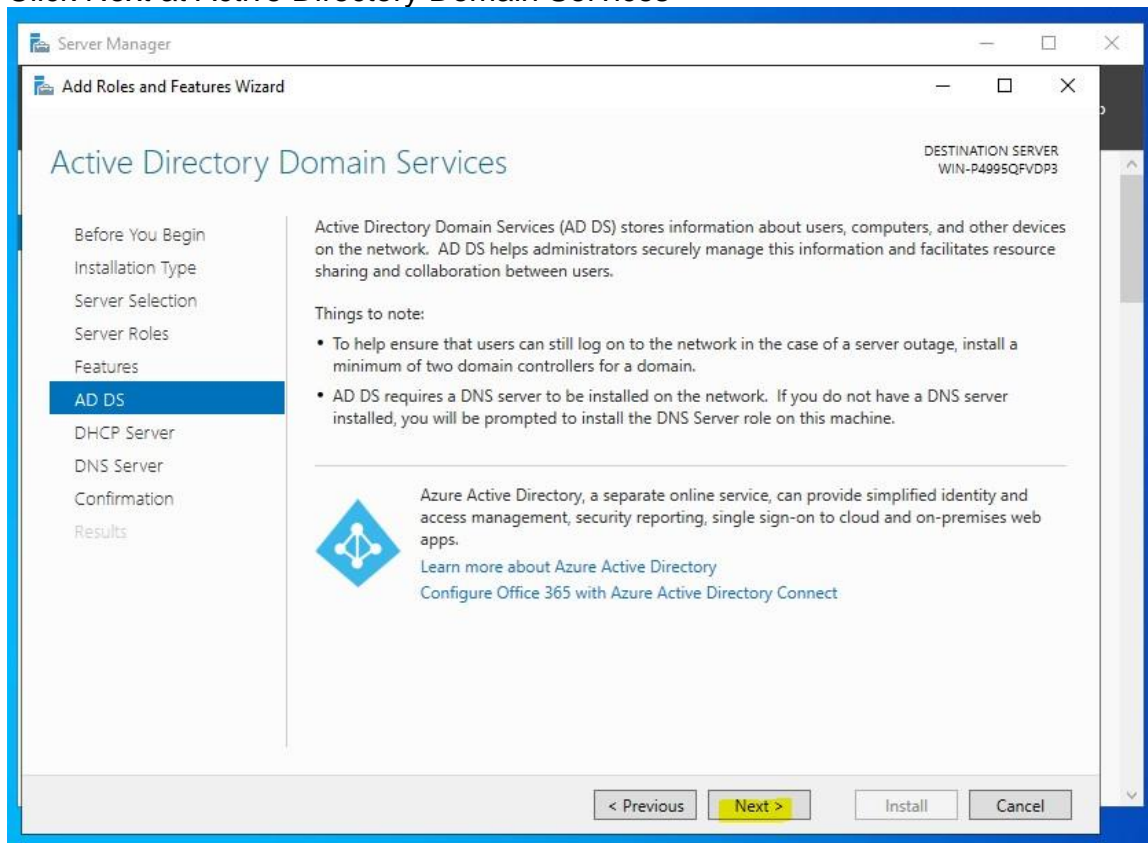 Click Next at Active Directory Domain Services
Server Manager
Add Roles and Features Wizard
Active Directory Domain Services
DESTINATION SERVER
WIN-P4995QFVDP3
Before You Begin
Installation Type
Server Selection
Server Roles
Features
AD DS
DHCP Server
DNS Server
Confirmation
Results
Active Directory Domain Services (AD DS) stores information about users, computers, and other devices
on the network. AD DS helps administrators securely manage this information and facilitates resource
sharing and collaboration between users.
Things to note:
• To help ensure that users can still log on to the network in the case of a server outage, install a
minimum of two domain controllers for a domain.
• AD DS requires a DNS server to be installed on the network. If you do not have a DNS server
installed, you will be prompted to install the DNS Server role on this machine.
Azure Active Directory, a separate online service, can provide simplified identity and
access management, security reporting, single sign-on to cloud and on-premises web
apps.
Learn more about Azure Active Directory
Configure Office 365 with Azure Active Directory Connect
< Previous
Next >
Install
Cancel